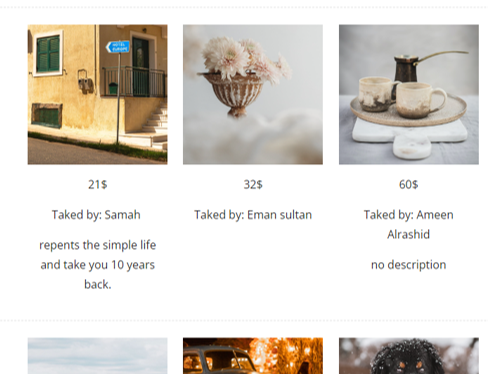 21$
32$
60$
Taked by: Samah
Taked by: Eman sultan
Taked by: Ameen
Alrashid
repents the simple life
and take you 10 years
back.
no description